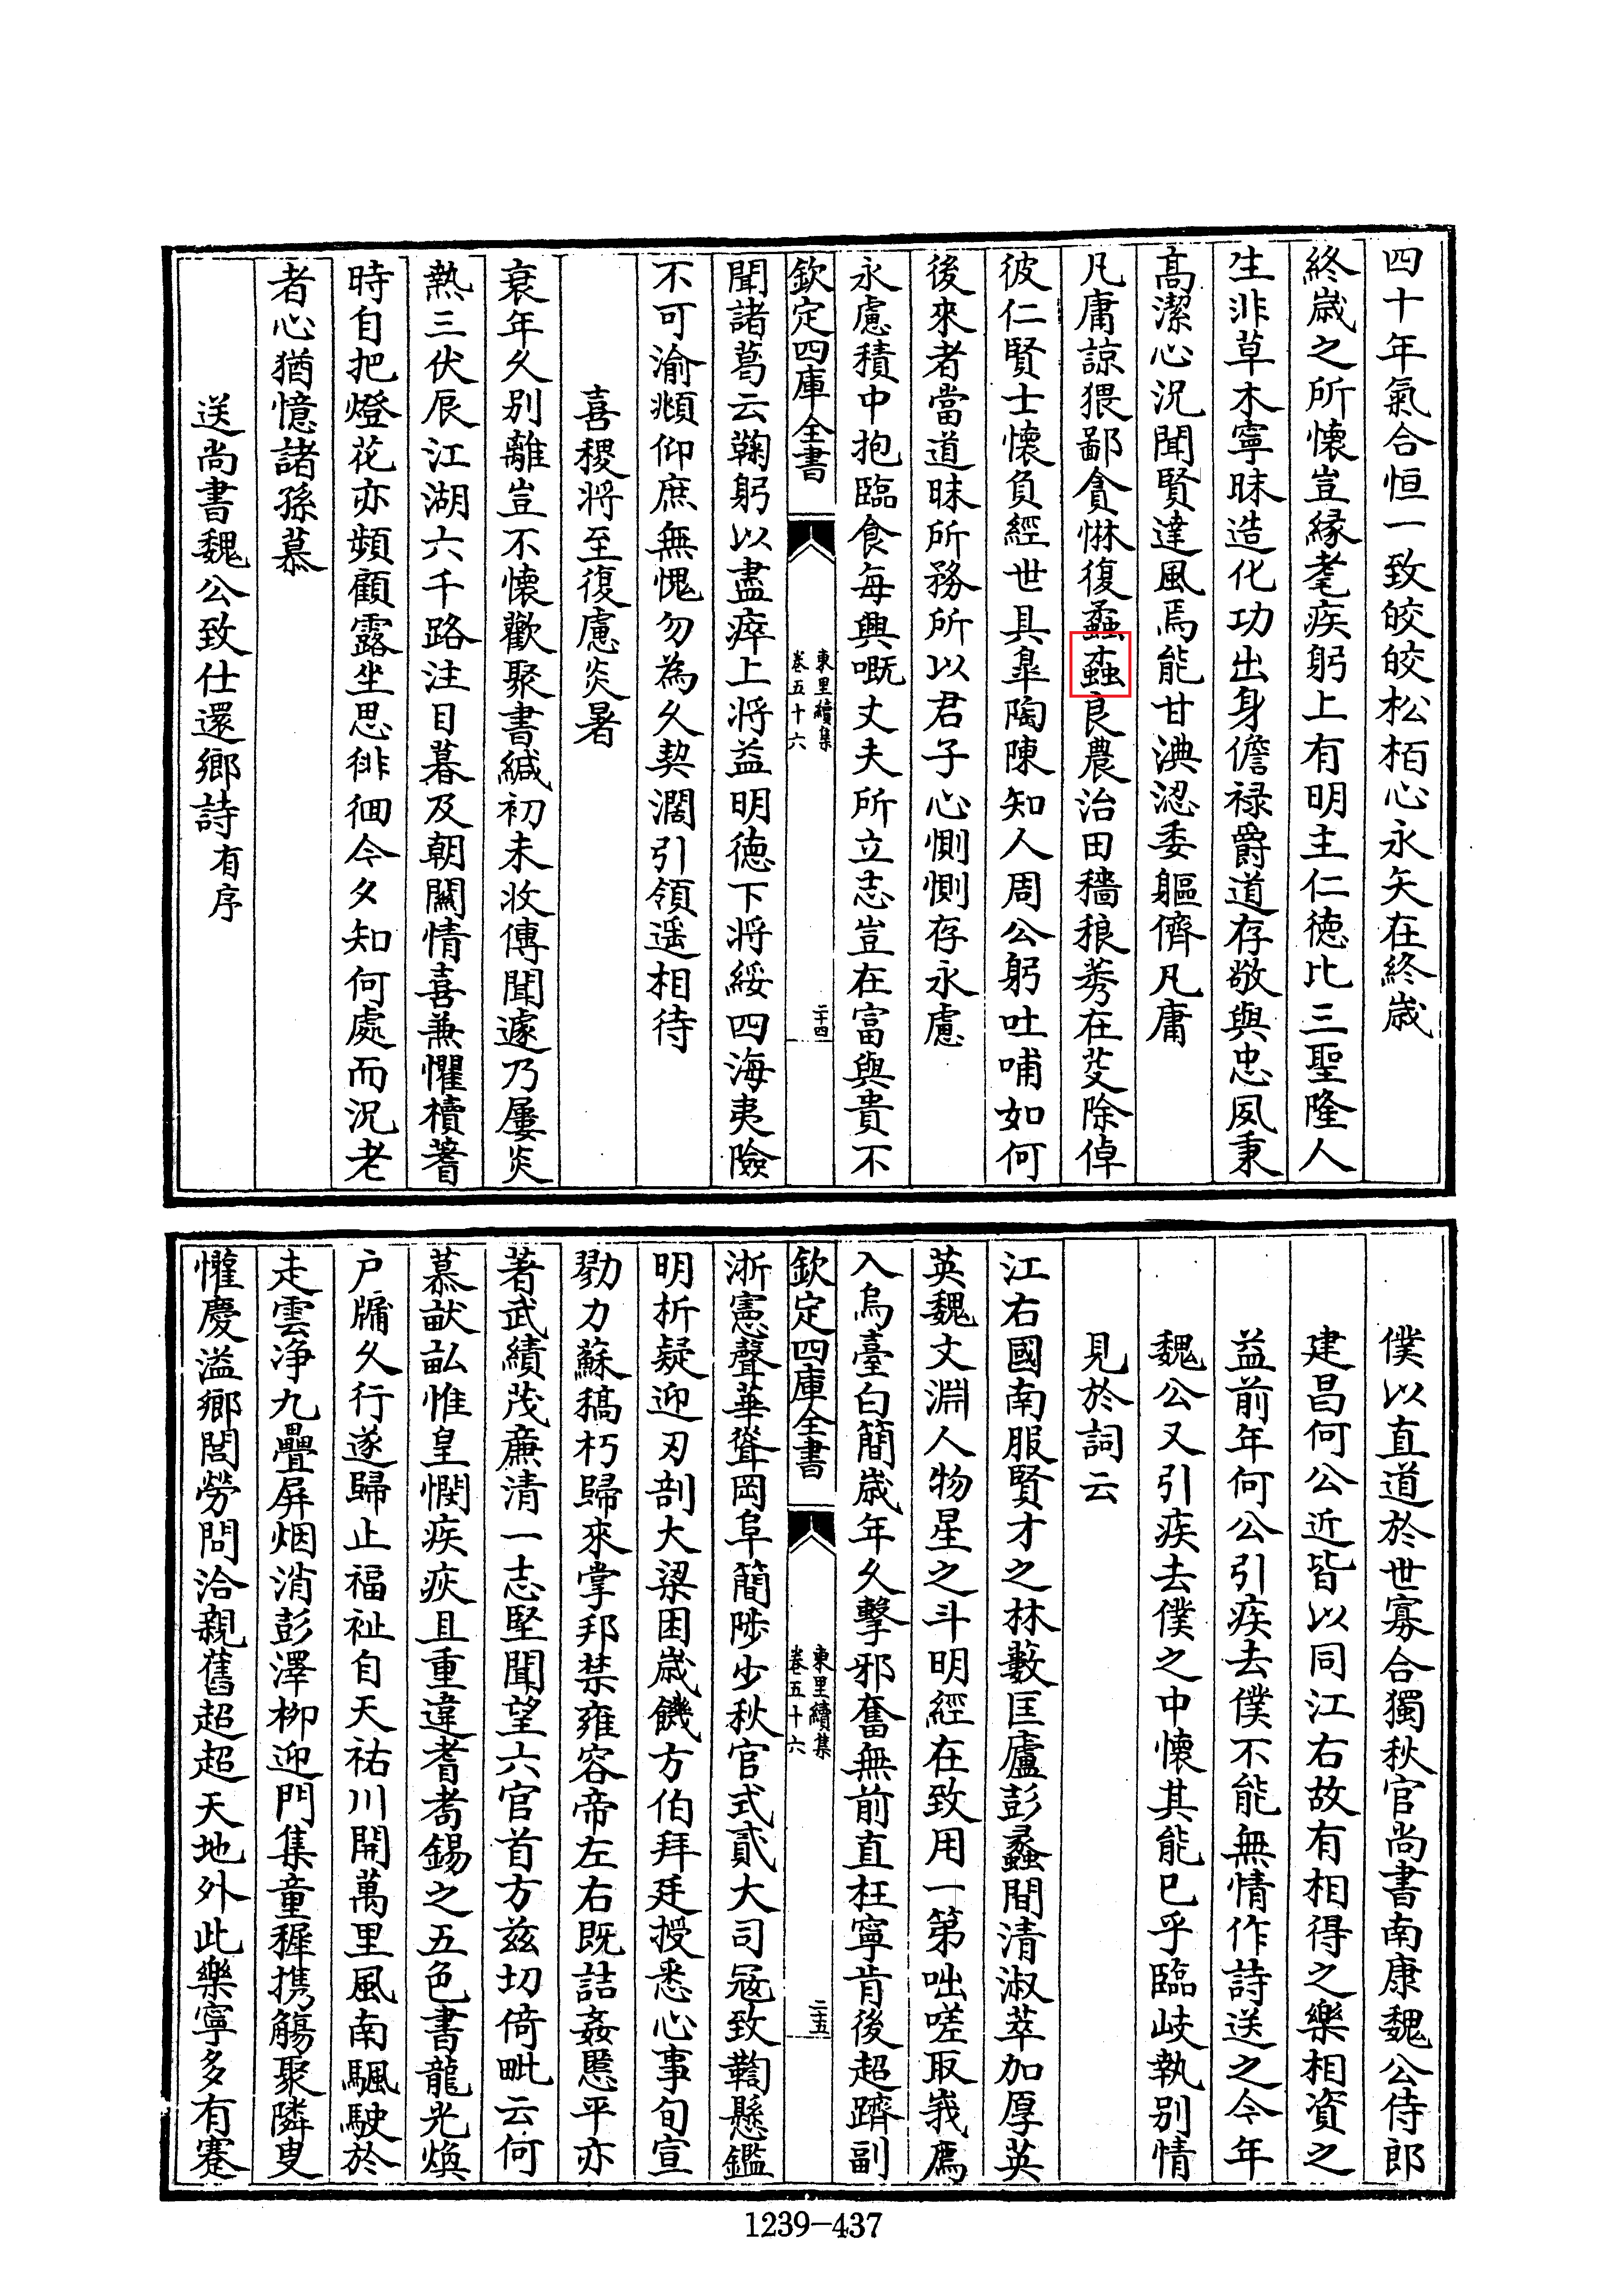 四十年氣合恒一致皎皎松栢心永矢在終歳
終歳之所懐豈縁耄疾躬上有明主仁徳比三聖隆人
生非草木寧昧造化功出身儋禄爵道存敬與忠夙秉
高潔心況聞賢達風焉能甘淟涊委軀儕凡庸
凡庸諒猥鄙貪惏復蟊螙良農治田穡稂莠在芟除倬
彼仁賢士懐負經世具臯陶陳知人周公躬吐哺如何
後來者當道昧所務所以君子心惻惻存永慮
永慮積中抱臨食每興嘅丈夫所立志豈在富與貴不
欽定四庫全書 東里續集 卷五十六 二十四
聞諸葛云鞠躬以盡瘁上将益明徳下将綏四海夷險
不可渝頫仰庶無愧勿為久契濶引領遥相待
喜稷将至復慮炎暑
衰年久別離豈不懐歡聚書緘初未收傳聞遽乃屢炎
熱三伏辰江湖六千路注目暮及朝關情喜兼懼櫝蓍
時自把燈花亦頻顧露坐思徘徊今夕知何處而況老
者心猶憶諸孫慕
送尚書魏公致仕還鄉詩有序
僕以直道於世寡合獨秋官尚書南康魏公侍郎
建昌何公近皆以同江右故有相得之樂相資之
益前年何公引疾去僕不能無情作詩送之今年
魏公又引疾去僕之中懐其能已乎臨岐執別情
見於詞云
江右國南服賢才之林藪匡廬彭蠡間清淑萃加厚英
英魏丈淵人物星之斗明經在致用一第咄嗟取峩鷹
入烏臺白簡歳年久擊邪奮無前直枉寧肯後超躋副
欽定四庫全書 東里續集 卷五十六 二十五
浙憲聲華聳岡阜簡陟少秋官式貳大司冦致鞫懸鑑
明析疑迎刃剖大梁困歳饑方伯拜廷授悉心事旬宣
勠力蘇稿朽歸來掌邦禁雍容帝左右既詰姦慝平亦
著武績茂亷清一志堅聞望六官首方兹切倚毗云何
慕畎畝惟皇憫疾疢且重違耆耇錫之五色書龍光煥
户牖久行遂歸止福祉自天祐川開萬里風南颿駛於
走雲浄九疊屏烟消彭澤柳迎門集童穉携觴聚隣叟
懽慶溢鄉閭勞問洽親舊超超天地外此樂寧多有蹇
1239-437